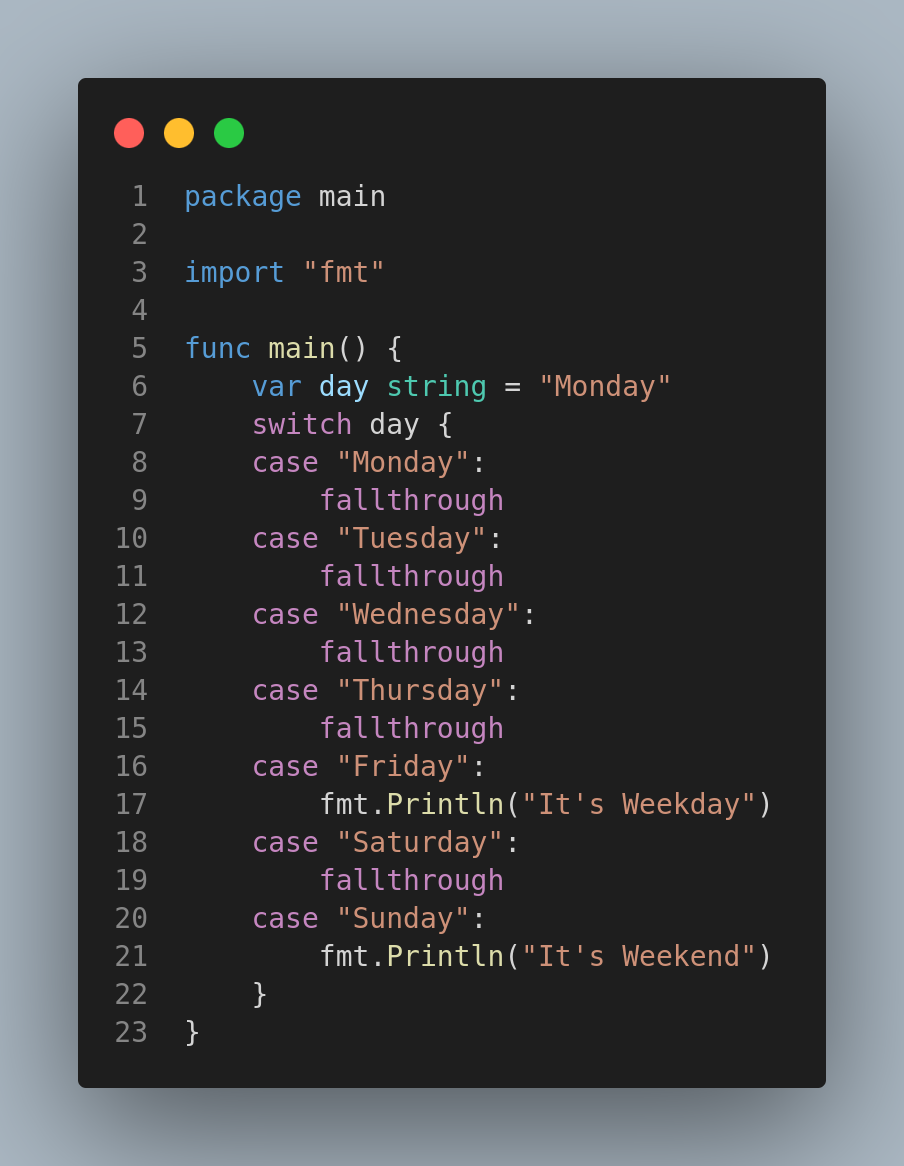 1 package main
2
3 import "fmt"
4
5 func main() {
6     var day string = "Monday"
7     switch day {
8     case "Monday":
9         fallthrough
10     case "Tuesday":
11         fallthrough
12     case "Wednesday":
13         fallthrough
14     case "Thursday":
15         fallthrough
16     case "Friday":
17         fmt.Println("It's Weekday")
18     case "Saturday":
19         fallthrough
20     case "Sunday":
21         fmt.Println("It's Weekend")
22     }
23 }